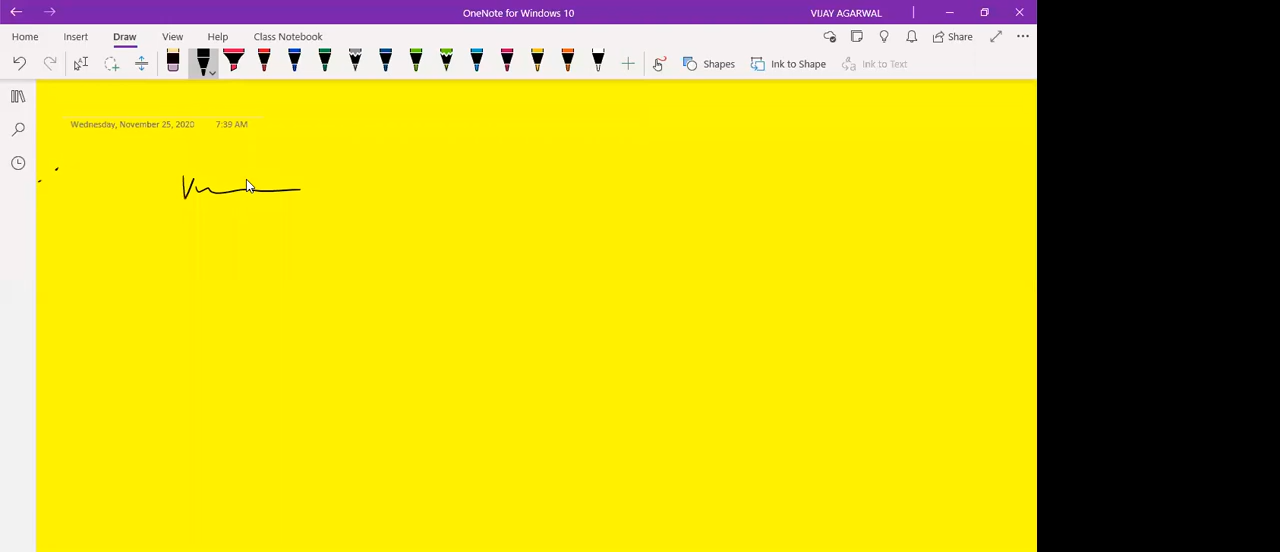 OneNote for Windows 10
VIJAY AGARWAL
Home Insert Draw View Help Class Notebook
Share
Shapes Ink to Shape Ink to Text
Wednesday, November 25, 2020 7:39 AM